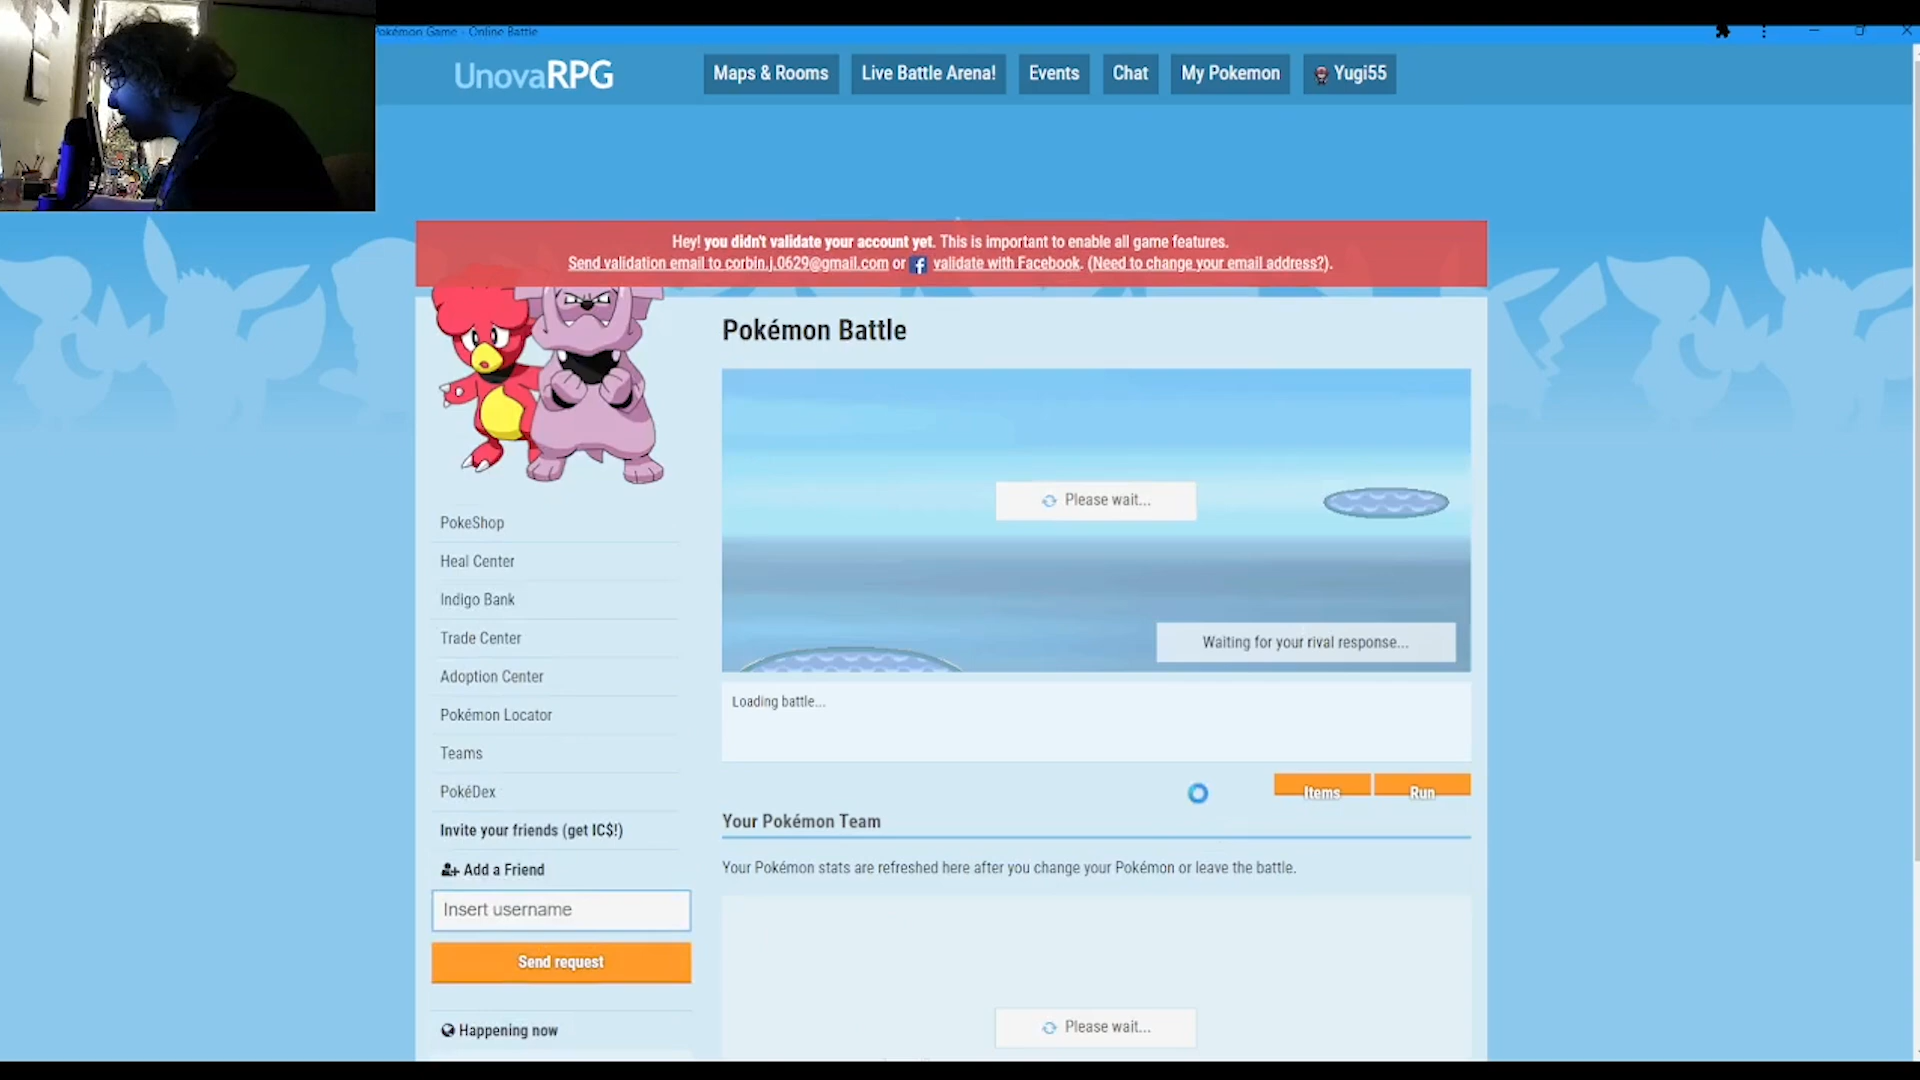 Pokémon Game - Online Battle
UnovaRPG
Maps & Rooms
Live Battle Arena!
Events
Chat
My Pokemon
Yugi55
Hey! you didn't validate your account yet. This is important to enable all game features.
Send validation email to corbin.j.0629@gmail.com or validate with Facebook. (Need to change your email address?).
Pokémon Battle
Please wait...
Waiting for your rival response...
Loading battle...
Items
Run
Your Pokémon Team
Your Pokémon stats are refreshed here after you change your Pokémon or leave the battle.
Please wait...
PokeShop
Heal Center
Indigo Bank
Trade Center
Adoption Center
Pokémon Locator
Teams
PokéDex
Invite your friends (get IC$!)
Add a Friend
Insert username
Send request
Happening now